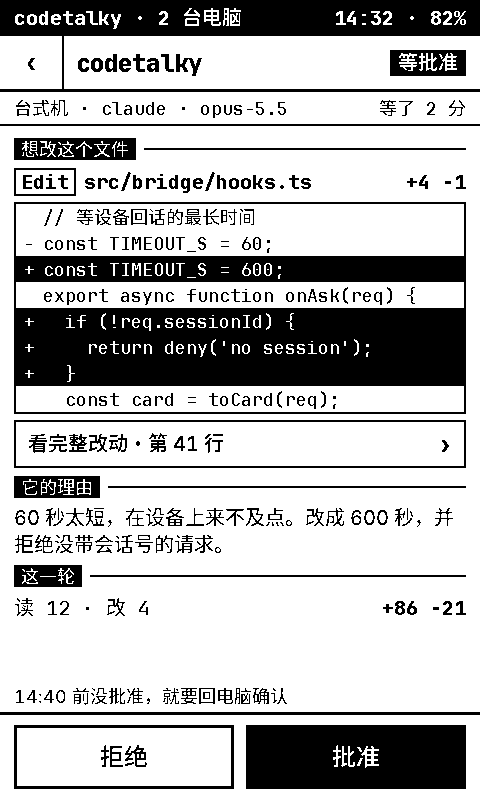 codetalky · 2 台电脑 14:32 · 82%
‹ codetalky 等批准
台式机 · claude · opus-5.5 等了 2 分
想改这个文件
Edit src/bridge/hooks.ts +4 -1
// 等设备回话的最长时间
- const TIMEOUT_S = 60;
+ const TIMEOUT_S = 600;
export async function onAsk(req) {
+ if (!req.sessionId) {
+ return deny('no session');
+ }
const card = toCard(req);
看完整改动·第 41 行 ›
它的理由
60 秒太短，在设备上来不及点。改成 600 秒，并
拒绝没带会话号的请求。
这一轮
读 12 · 改 4 +86 -21
14:40 前没批准，就要回电脑确认
拒绝 批准